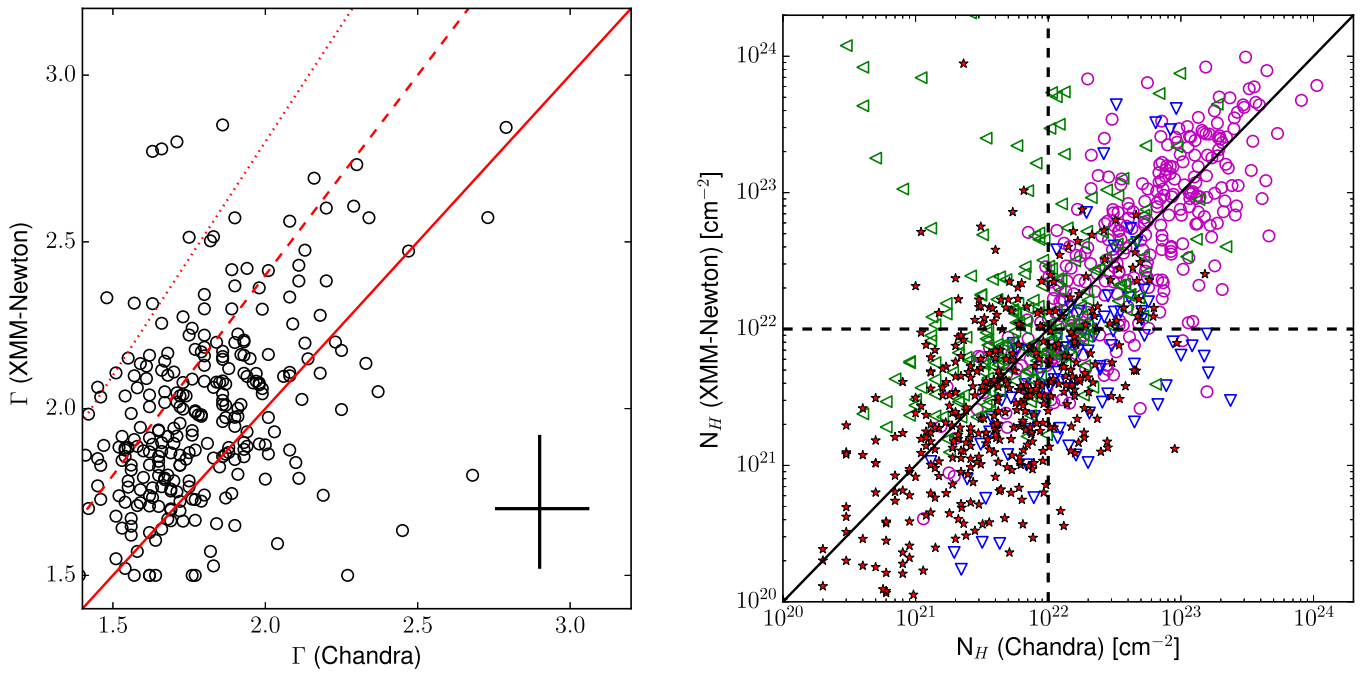 3.0
2.5
2.0
1.5
Γ (XMM-Newton)
1.5 2.0 2.5 3.0
Γ (Chandra)
10^24
10^23
10^22
10^21
10^20
N_H (XMM-Newton) [cm^−2]
10^20 10^21 10^22 10^23 10^24
N_H (Chandra) [cm^−2]